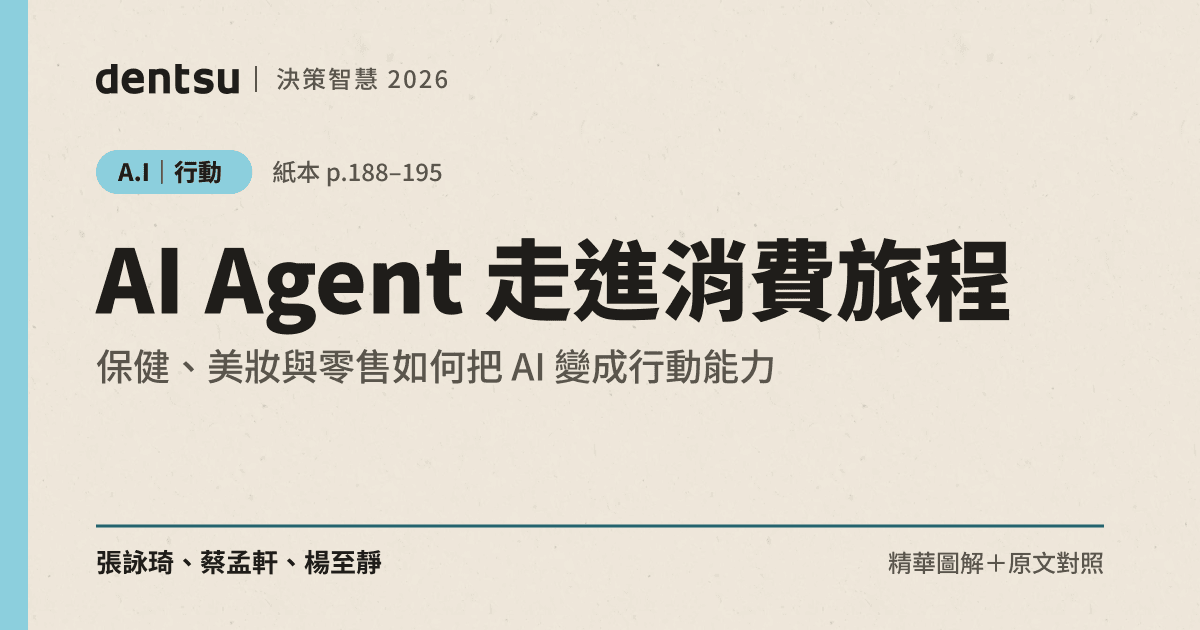 dentsu｜決策智慧 2026
A.I｜行動 紙本 p.188–195
AI Agent 走進消費旅程
保健、美妝與零售如何把 AI 變成行動能力
張詠琦、蔡孟軒、楊至靜 精華圖解＋原文對照